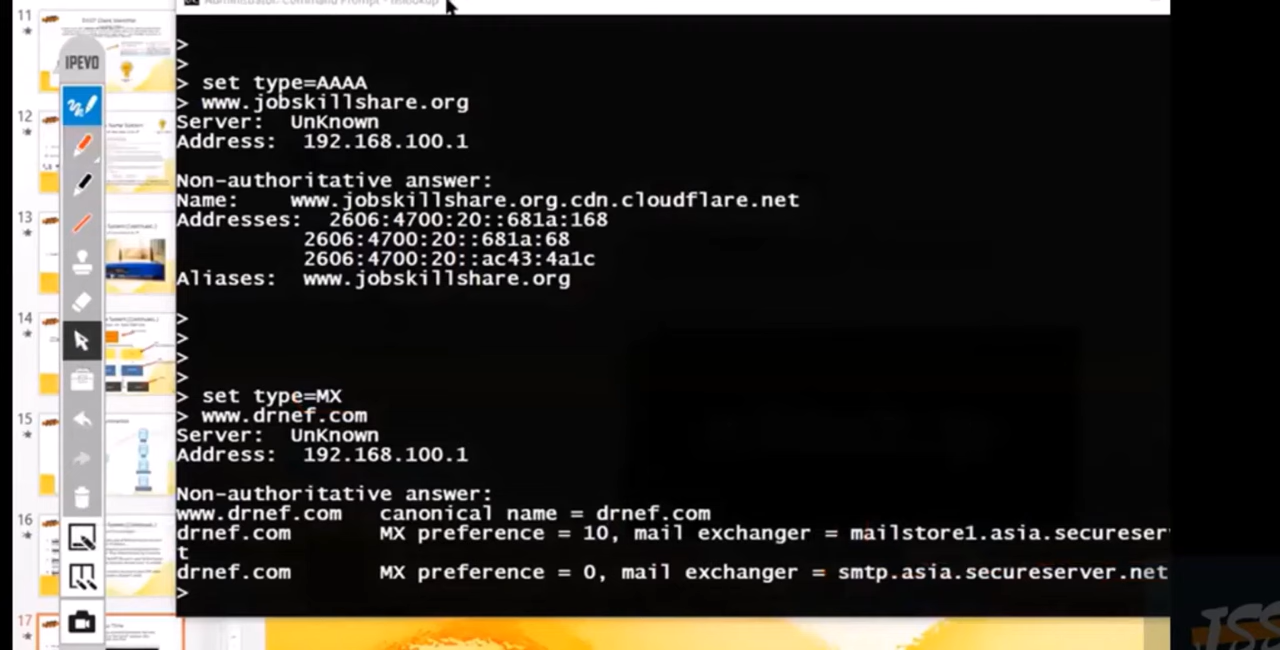 11
IPEVO
12
13
14
15
16
17
Administrator: Command Prompt - nslookup
>
>
> set type=AAAA
> www.jobskillshare.org
Server: UnKnown
Address: 192.168.100.1
Non-authoritative answer:
Name: www.jobskillshare.org.cdn.cloudflare.net
Addresses: 2606:4700:20::681a:168
2606:4700:20::681a:68
2606:4700:20::ac43:4a1c
Aliases: www.jobskillshare.org
>
>
>
>
> set type=MX
> www.drnef.com
Server: UnKnown
Address: 192.168.100.1
Non-authoritative answer:
www.drnef.com canonical name = drnef.com
drnef.com MX preference = 10, mail exchanger = mailstore1.asia.secureser
t
drnef.com MX preference = 0, mail exchanger = smtp.asia.secureserver.net
>
JSS